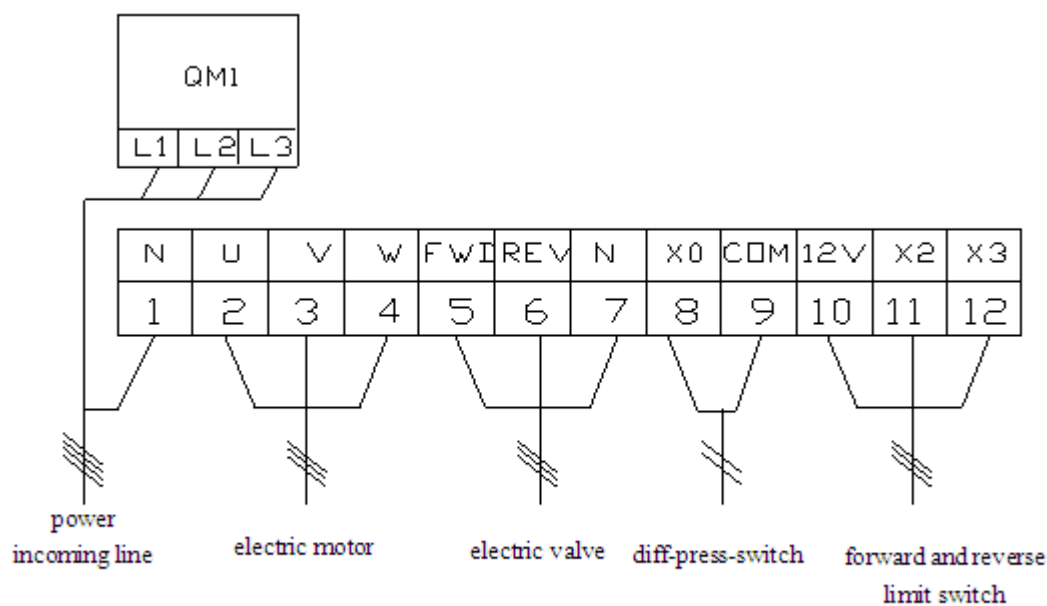 QM1
L1 L2 L3
N U V W FWD REV N X0 COM 12V X2 X3
1 2 3 4 5 6 7 8 9 10 11 12
power
incoming line
electric motor
electric valve
diff-press-switch
forward and reverse
limit switch